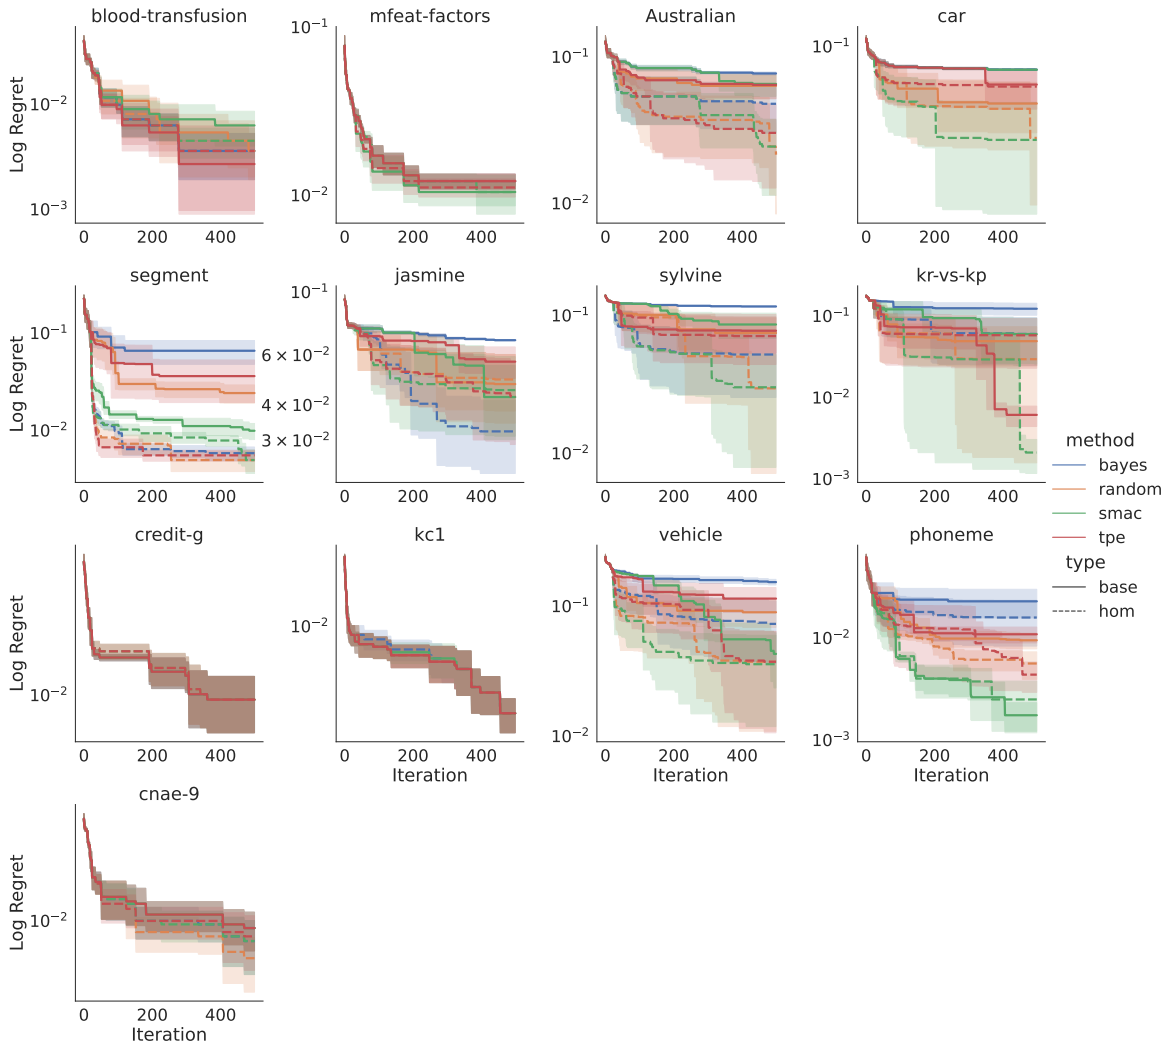 blood-transfusion
mfeat-factors
Australian
car
Log Regret
10⁻²
10⁻³
0 200 400
10⁻¹
10⁻²
0 200 400
10⁻¹
10⁻²
0 200 400
10⁻¹
0 200 400
segment
jasmine
sylvine
kr-vs-kp
Log Regret
10⁻¹
10⁻²
0 200 400
10⁻¹
6 × 10⁻²
4 × 10⁻²
3 × 10⁻²
0 200 400
10⁻¹
10⁻²
0 200 400
10⁻¹
10⁻²
10⁻³
0 200 400
method
bayes
random
smac
tpe
type
base
hom
credit-g
kc1
vehicle
phoneme
Log Regret
10⁻²
0 200 400
10⁻²
0 200 400
Iteration
10⁻¹
10⁻²
0 200 400
Iteration
10⁻²
10⁻³
0 200 400
Iteration
cnae-9
Log Regret
10⁻²
0 200 400
Iteration